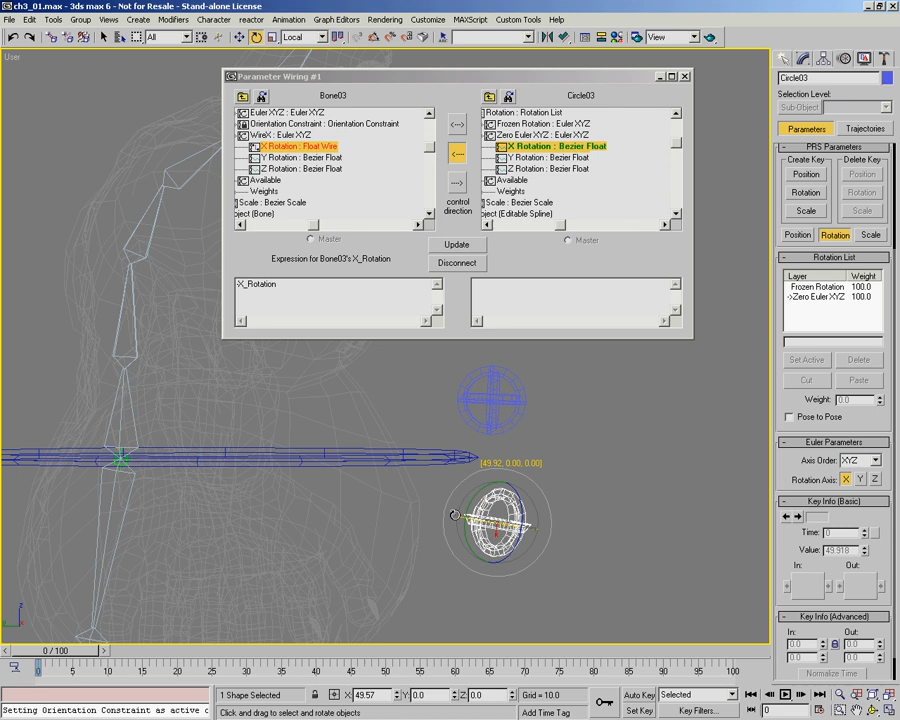 ch3_01.max - 3ds max 6 - Not for Resale - Stand-alone License
File Edit Tools Group Views Create Modifiers Character reactor Animation Graph Editors Rendering Customize MAXScript Custom Tools Help
All Local View
User
Circle03
Selection Level:
Sub-Object
Parameters Trajectories
PRS Parameters
Create Key Delete Key
Position Position
Rotation Rotation
Scale Scale
Position Rotation Scale
Rotation List
Layer Weight
Frozen Rotation 100.0
->Zero Euler XYZ 100.0
Set Active Delete
Cut Paste
Weight: 0.0
Pose to Pose
Euler Parameters
Axis Order: XYZ
Rotation Axis: X Y Z
Key Info (Basic)
Time: 0
Value: 49.918
In: Out:
Key Info (Advanced)
In: Out:
0.0 0.0
0.0 0.0
Normalize Time
Parameter Wiring #1
Bone03 Circle03
Euler XYZ : Euler XYZ
Orientation Constraint : Orientation Constraint
WireX : Euler XYZ
X Rotation : Float Wire
Y Rotation : Bezier Float
Z Rotation : Bezier Float
Available
Weights
Scale : Bezier Scale
bject (Bone)
Rotation : Rotation List
Frozen Rotation : Euler XYZ
Zero Euler XYZ : Euler XYZ
X Rotation : Bezier Float
Y Rotation : Bezier Float
Z Rotation : Bezier Float
Available
Weights
Scale : Bezier Scale
bject (Editable Spline)
<--->
<----
---->
control
direction
Master Master
Update
Expression for Bone03's X_Rotation
Disconnect
-X_Rotation
[49.92, 0.00, 0.00]
z
0 / 100
0 5 10 15 20 25 30 35 40 45 50 55 60 65 70 75 80 85 90 95 100
1 Shape Selected X: 49.57 Y: 0.0 Z: 0.0 Grid = 10.0 Auto Key Selected
Setting Orientation Constraint as active c Click and drag to select and rotate objects Add Time Tag Set Key Key Filters... 0